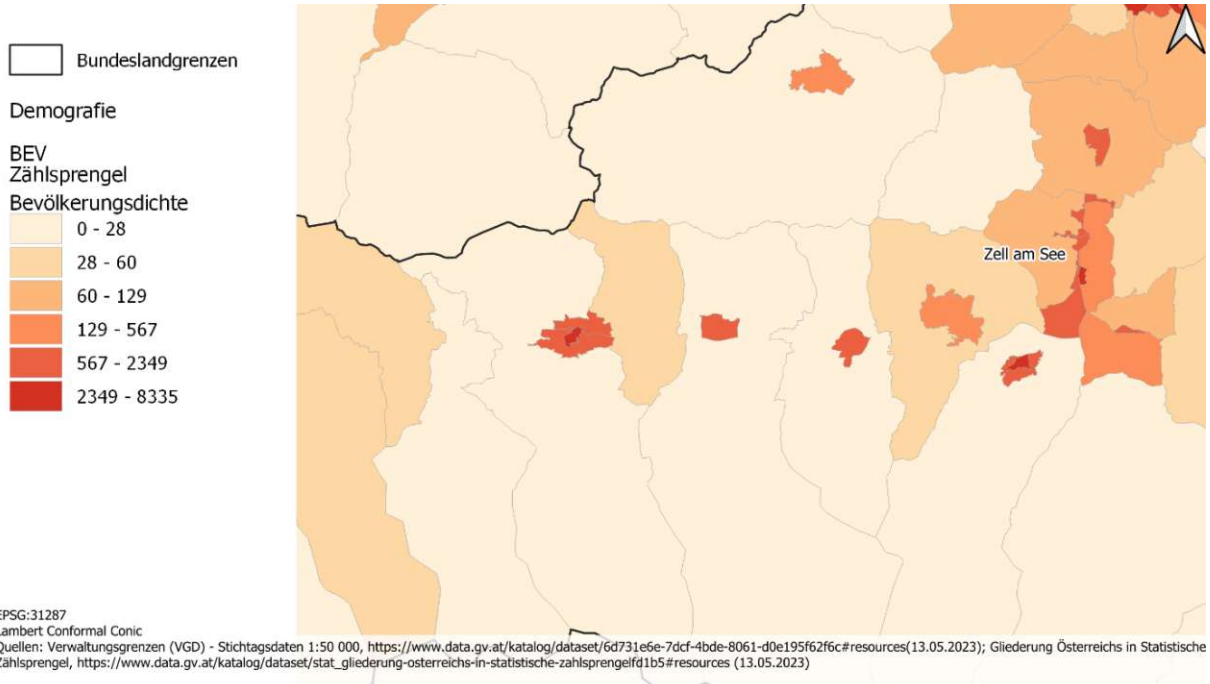 Bundeslandgrenzen
Demografie
BEV
Zählsprengel
Bevölkerungsdichte
0 - 28
28 - 60
60 - 129
129 - 567
567 - 2349
2349 - 8335
Zell am See
EPSG:31287
Lambert Conformal Conic
Quellen: Verwaltungsgrenzen (VGD) - Stichtagsdaten 1:50 000, https://www.data.gv.at/katalog/dataset/6d731e6e-7dcf-4bde-8061-d0e195f62f6c#resources(13.05.2023); Gliederung Österreichs in Statistische
Zählsprengel, https://www.data.gv.at/katalog/dataset/stat_gliederung-osterreichs-in-statistische-zahlsprengelfd1b5#resources (13.05.2023)